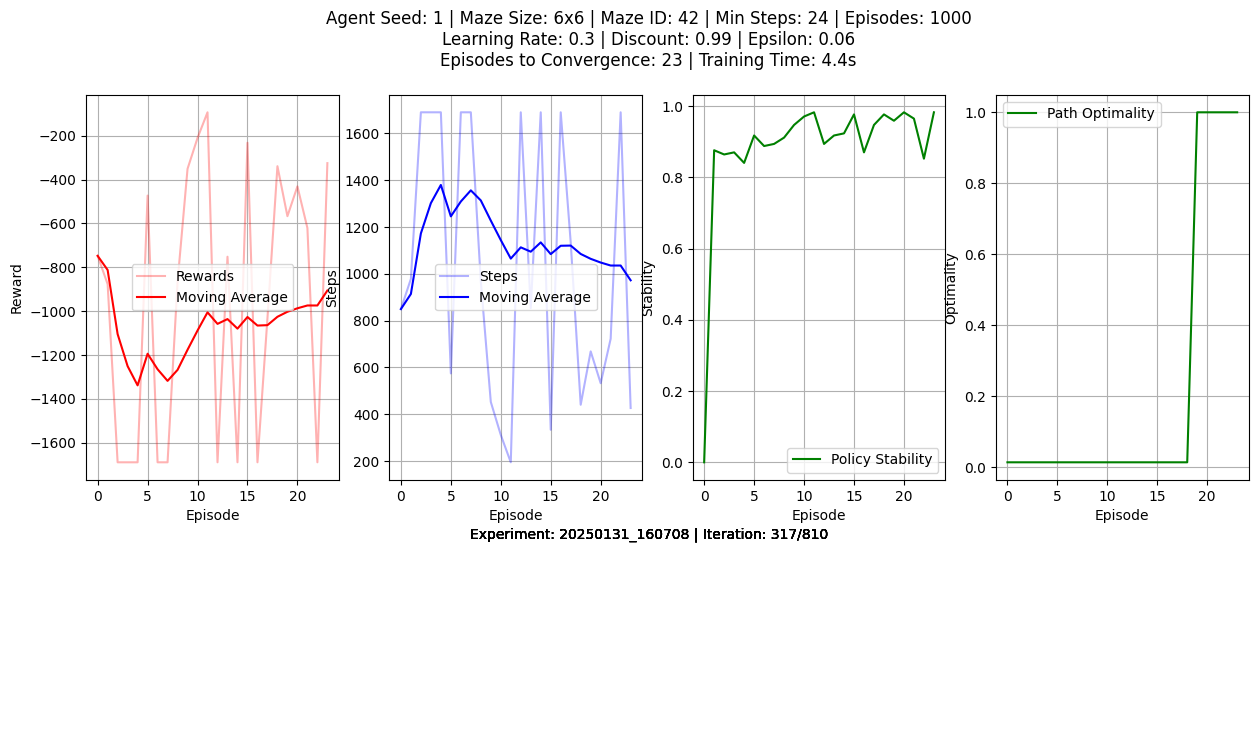 Agent Seed: 1 | Maze Size: 6x6 | Maze ID: 42 | Min Steps: 24 | Episodes: 1000
Learning Rate: 0.3 | Discount: 0.99 | Epsilon: 0.06
Episodes to Convergence: 23 | Training Time: 4.4s
Reward
−200
−400
−600
−800
−1000
−1200
−1400
−1600
Rewards
Moving Average
0 5 10 15 20
Episode
Steps
1600
1400
1200
1000
800
600
400
200
Steps
Moving Average
0 5 10 15 20
Episode
Stability
1.0
0.8
0.6
0.4
0.2
0.0
Policy Stability
0 5 10 15 20
Episode
Optimality
1.0
0.8
0.6
0.4
0.2
0.0
Path Optimality
0 5 10 15 20
Episode
Experiment: 20250131_160708 | Iteration: 317/810